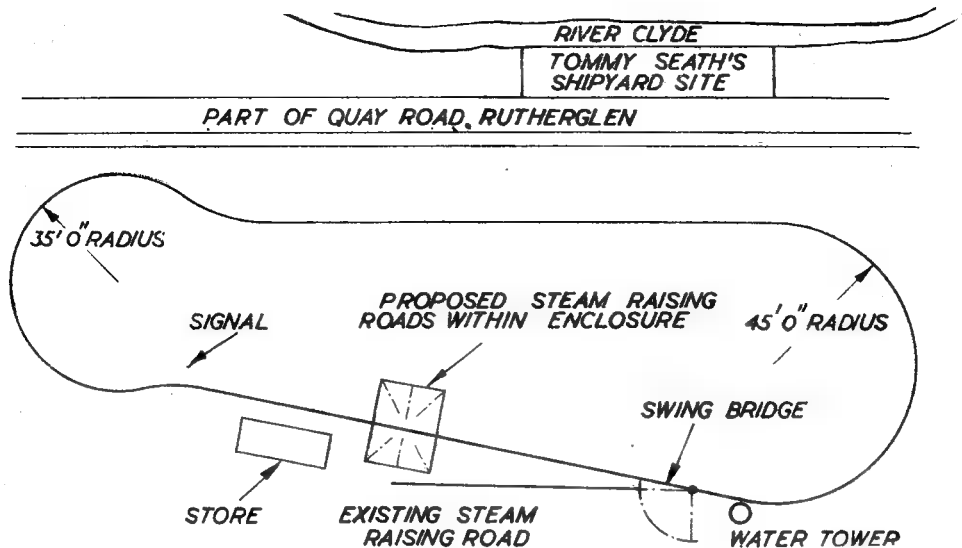 RIVER CLYDE
TOMMY SEATH'S
SHIPYARD SITE
PART OF QUAY ROAD, RUTHERGLEN
35' 0" RADIUS
SIGNAL
PROPOSED STEAM RAISING
ROADS WITHIN ENCLOSURE
45' 0" RADIUS
SWING BRIDGE
STORE
EXISTING STEAM
RAISING ROAD
WATER TOWER